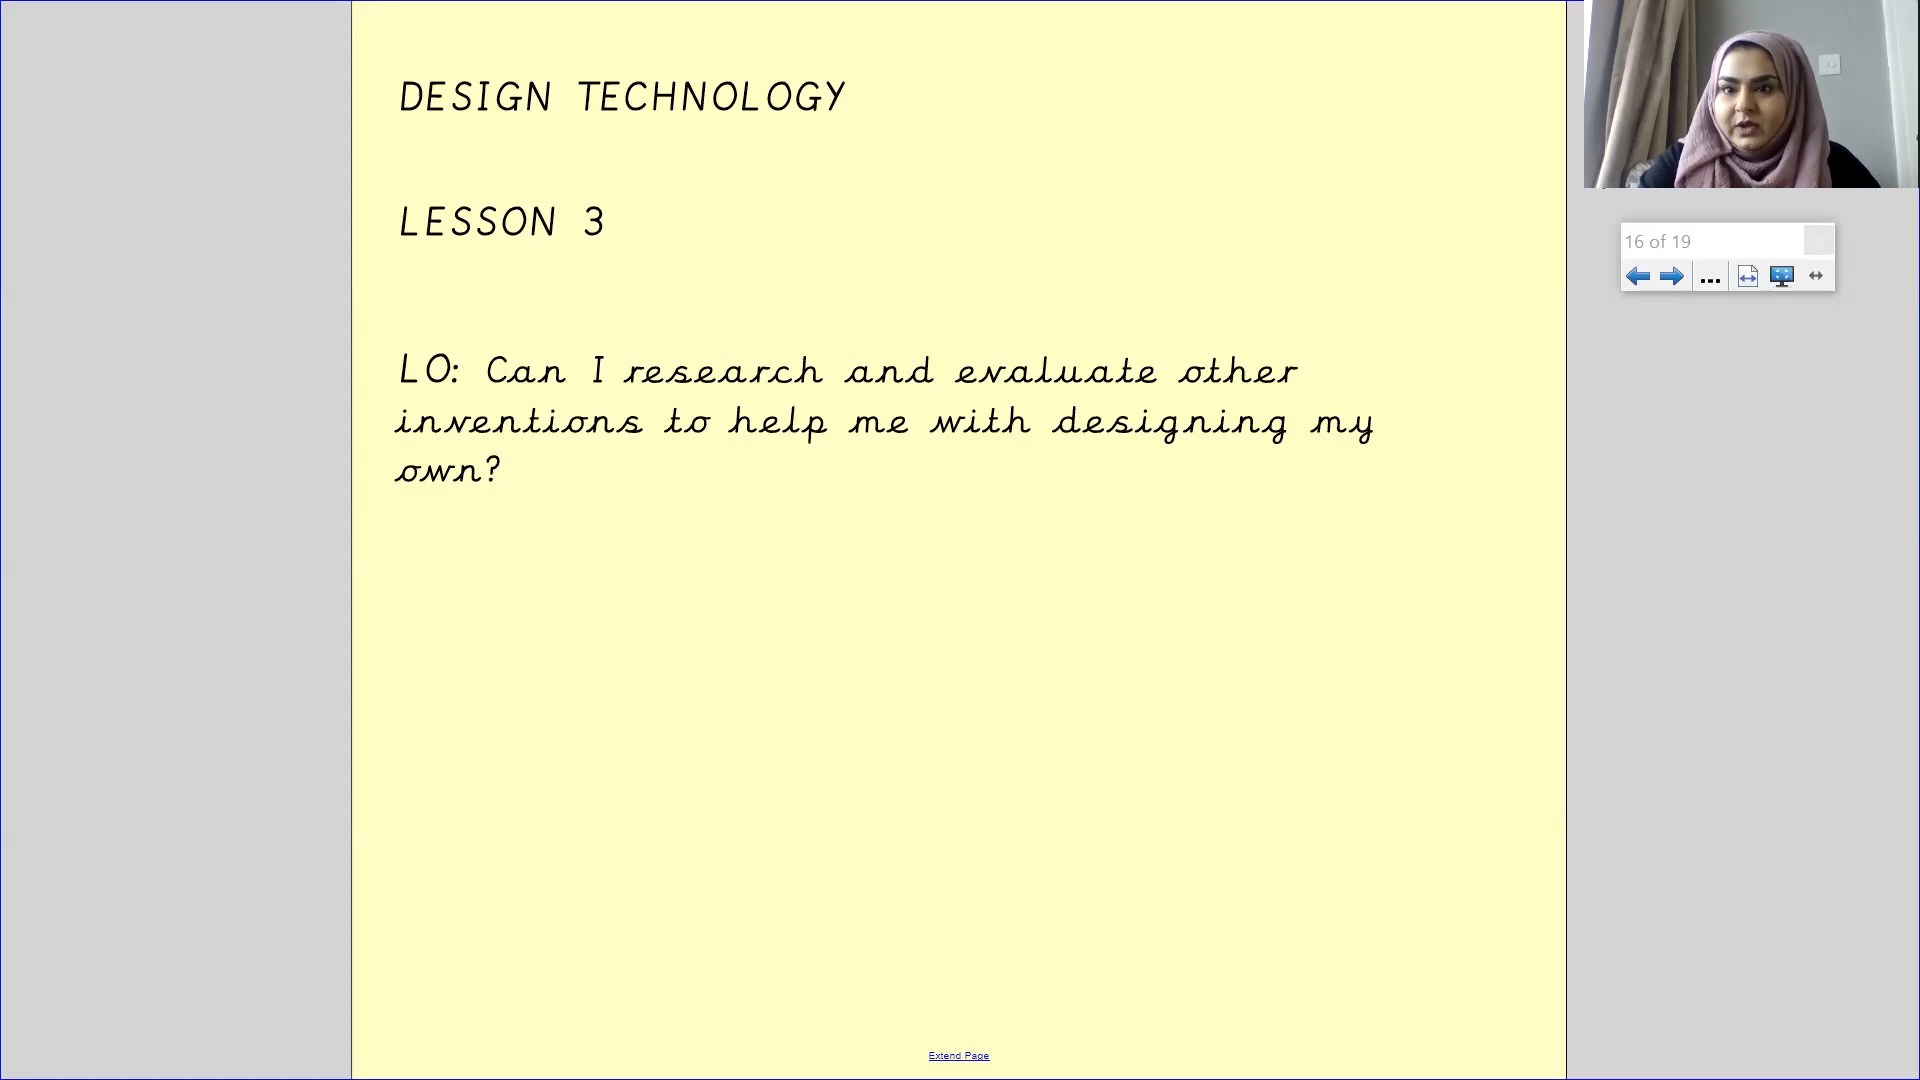 DESIGN TECHNOLOGY
LESSON 3
LO: Can I research and evaluate other
inventions to help me with designing my
own?
16 of 19
...
Extend Page